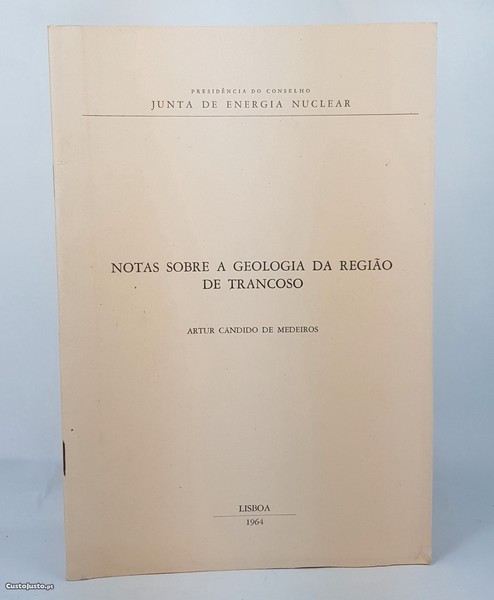 PRESIDÊNCIA DO CONSELHO
JUNTA DE ENERGIA NUCLEAR
NOTAS SOBRE A GEOLOGIA DA REGIÃO
DE TRANCOSO
ARTUR CÂNDIDO DE MEDEIROS
LISBOA
1964
CustoJusto.pt